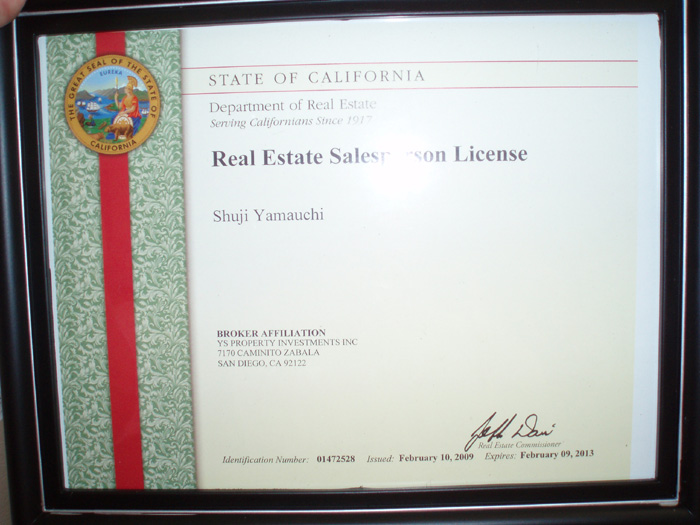 THE GREAT SEAL OF THE STATE OF CALIFORNIA
EUREKA
STATE OF CALIFORNIA
Department of Real Estate
Serving Californians Since 1917
Real Estate Salesperson License
Shuji Yamauchi
BROKER AFFILIATION
YS PROPERTY INVESTMENTS INC
7170 CAMINITO ZABALA
SAN DIEGO, CA 92122
Real Estate Commissioner
Identification Number: 01472528 Issued: February 10, 2009 Expires: February 09, 2013